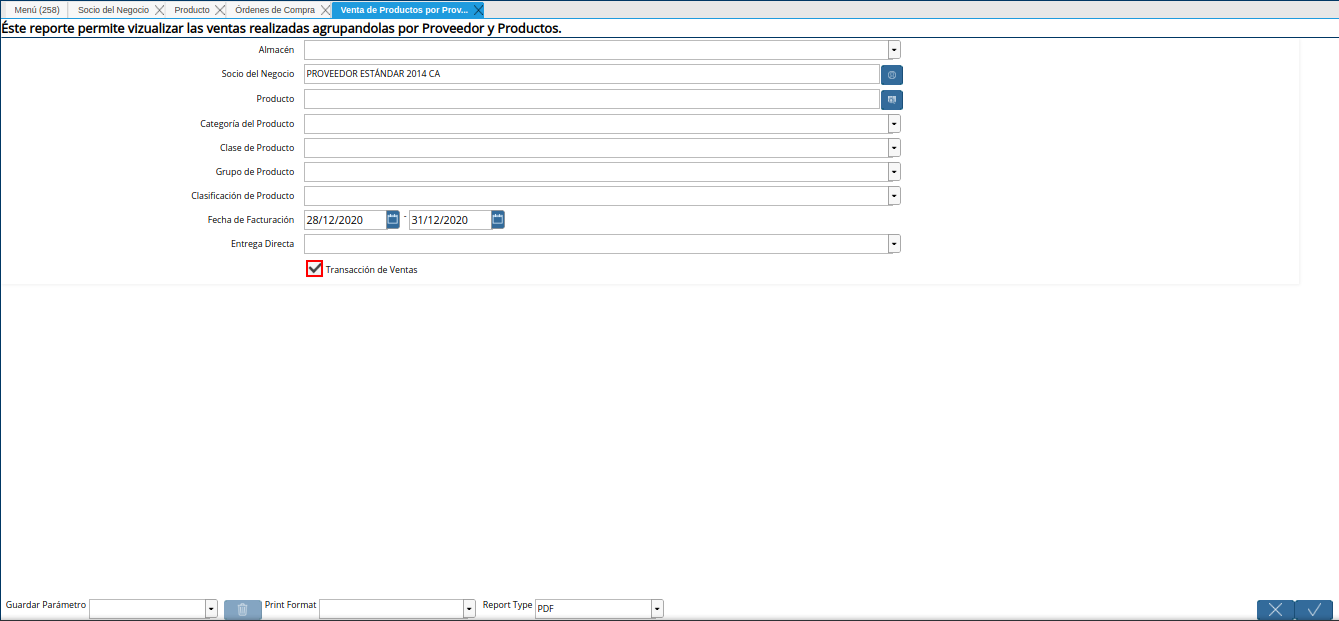 Menú (258) Socio del Negocio Producto Órdenes de Compra Venta de Productos por Prov...
Éste reporte permite vizualizar las ventas realizadas agrupandolas por Proveedor y Productos.
Almacén
Socio del Negocio PROVEEDOR ESTÁNDAR 2014 CA
Producto
Categoría del Producto
Clase de Producto
Grupo de Producto
Clasificación de Producto
Fecha de Facturación 28/12/2020 - 31/12/2020
Entrega Directa
Transacción de Ventas
Guardar Parámetro Print Format Report Type PDF